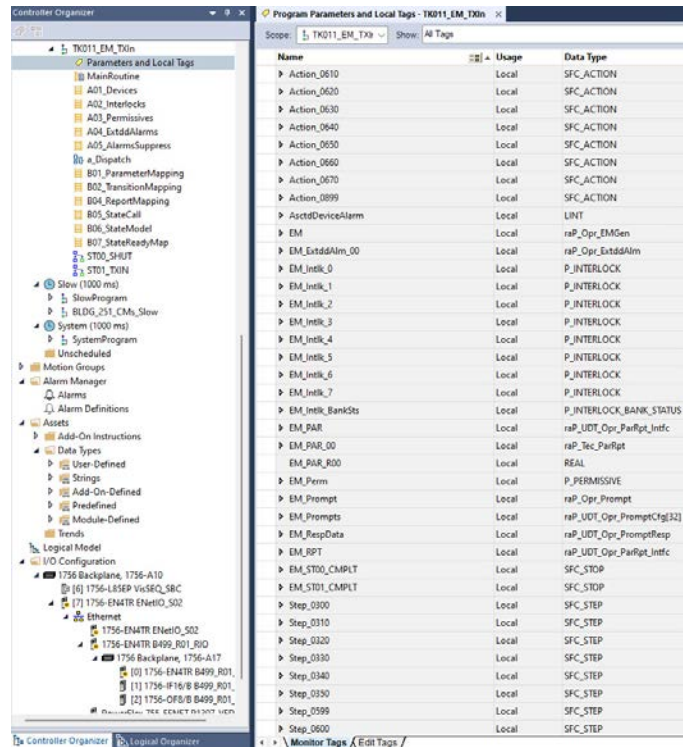 Controller Organizer
TK011_EM_TXIn
Parameters and Local Tags
MainRoutine
A01_Devices
A02_Interlocks
A03_Permissives
A04_ExtddAlarms
A05_AlarmsSuppress
a_Dispatch
B01_ParameterMapping
B02_TransitionMapping
B04_ReportMapping
B05_StateCall
B06_StateModel
B07_StateReadyMap
ST00_SHUT
ST01_TXIN
Slow (1000 ms)
SlowProgram
BLDG_251_CMs_Slow
System (1000 ms)
SystemProgram
Unscheduled
Motion Groups
Alarm Manager
Alarms
Alarm Definitions
Assets
Add-On Instructions
Data Types
User-Defined
Strings
Add-On-Defined
Predefined
Module-Defined
Trends
Logical Model
I/O Configuration
1756 Backplane, 1756-A10
[6] 1756-L85EP VisSEQ_SBC
[7] 1756-EN4TR ENetIO_S02
Ethernet
1756-EN4TR ENetIO_S02
1756-EN4TR B499_R01_RIO
1756 Backplane, 1756-A17
[0] 1756-EN4TR B499_R01_
[1] 1756-IF16/B B499_R01_
[2] 1756-OF8/B B499_R01_
Controller Organizer Logical Organizer
Program Parameters and Local Tags - TK011_EM_TXIn
Scope: TK011_EM_TXI Show: All Tags
Name Usage Data Type
Action_0610 Local SFC_ACTION
Action_0620 Local SFC_ACTION
Action_0630 Local SFC_ACTION
Action_0640 Local SFC_ACTION
Action_0650 Local SFC_ACTION
Action_0660 Local SFC_ACTION
Action_0670 Local SFC_ACTION
Action_0899 Local SFC_ACTION
AsctdDeviceAlarm Local LINT
EM Local raP_Opr_EMGen
EM_ExtddAlm_00 Local raP_Opr_ExtddAlm
EM_Intlk_0 Local P_INTERLOCK
EM_Intlk_1 Local P_INTERLOCK
EM_Intlk_2 Local P_INTERLOCK
EM_Intlk_3 Local P_INTERLOCK
EM_Intlk_4 Local P_INTERLOCK
EM_Intlk_5 Local P_INTERLOCK
EM_Intlk_6 Local P_INTERLOCK
EM_Intlk_7 Local P_INTERLOCK
EM_Intlk_BankSts Local P_INTERLOCK_BANK_STATUS
EM_PAR Local raP_UDT_Opr_ParRpt_Intfc
EM_PAR_00 Local raP_Tec_ParRpt
EM_PAR_R00 Local REAL
EM_Perm Local P_PERMISSIVE
EM_Prompt Local raP_Opr_Prompt
EM_Prompts Local raP_UDT_Opr_PromptCfg[32]
EM_RespData Local raP_UDT_Opr_PromptResp
EM_RPT Local raP_UDT_Opr_ParRpt_Intfc
EM_ST00_CMPLT Local SFC_STOP
EM_ST01_CMPLT Local SFC_STOP
Step_0300 Local SFC_STEP
Step_0310 Local SFC_STEP
Step_0320 Local SFC_STEP
Step_0330 Local SFC_STEP
Step_0340 Local SFC_STEP
Step_0350 Local SFC_STEP
Step_0599 Local SFC_STEP
Step_0600 Local SFC_STEP
Monitor Tags Edit Tags